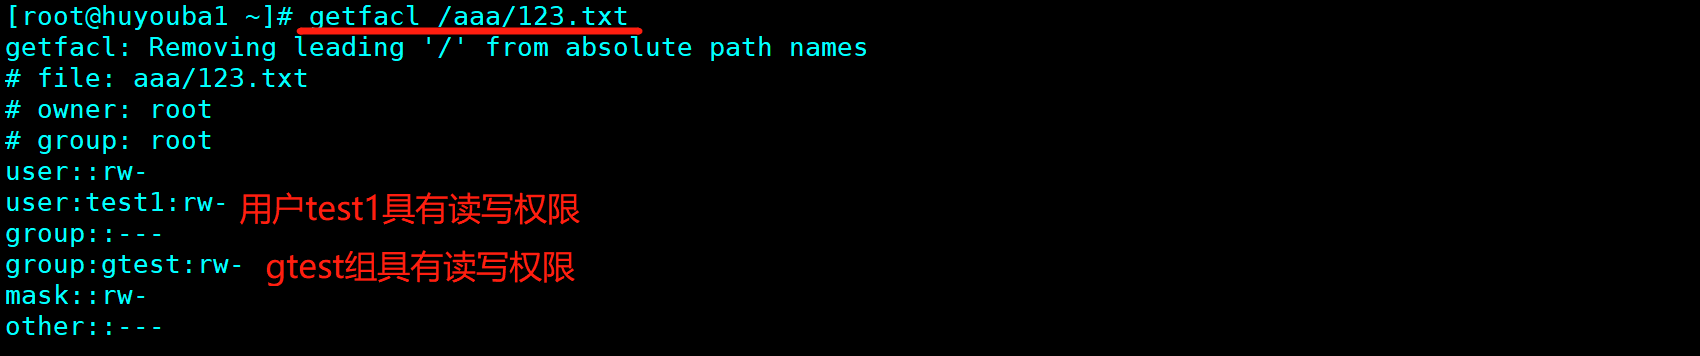 [root@huyouba1 ~]# getfacl /aaa/123.txt
getfacl: Removing leading '/' from absolute path names
# file: aaa/123.txt
# owner: root
# group: root
user::rw-
user:test1:rw- 用户test1具有读写权限
group::---
group:gtest:rw- gtest组具有读写权限
mask::rw-
other::---